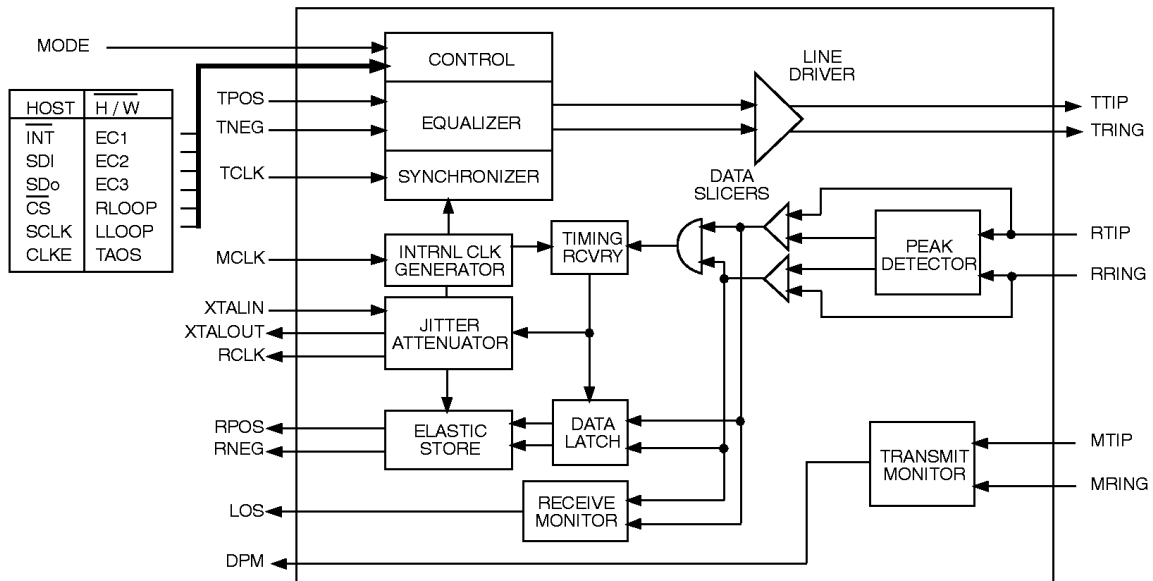 MODE
HOST H / W
INT EC1
SDI EC2
SDo EC3
CS RLOOP
SCLK LLOOP
CLKE TAOS
TPOS
TNEG
TCLK
MCLK
XTALIN
XTALOUT
RCLK
RPOS
RNEG
LOS
DPM
CONTROL
EQUALIZER
SYNCHRONIZER
INTRNL CLK
GENERATOR
TIMING
RCVRY
JITTER
ATTENUATOR
ELASTIC
STORE
DATA
LATCH
RECEIVE
MONITOR
LINE
DRIVER
DATA
SLICERS
PEAK
DETECTOR
TRANSMIT
MONITOR
TTIP
TRING
RTIP
RRING
MTIP
MRING